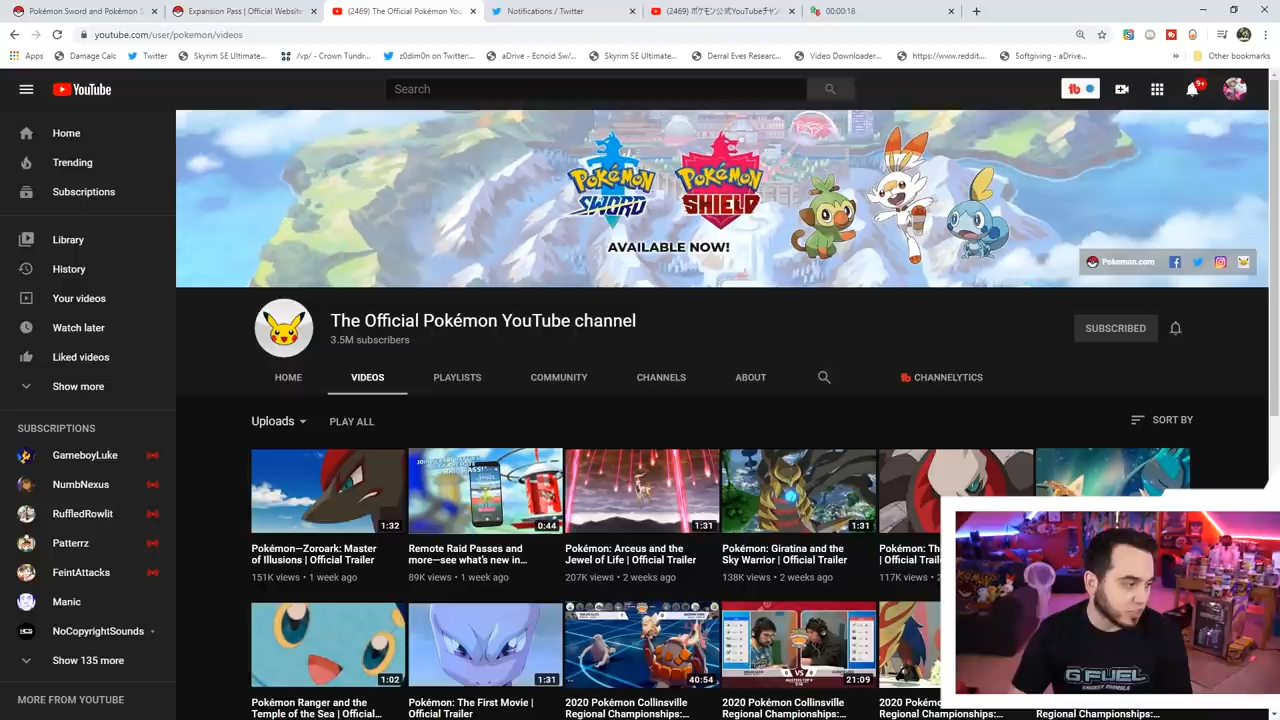 Pokémon Sword and Pokémon S
Expansion Pass | Official Website
(2469) The Official Pokémon You
Notifications / Twitter
(2469) ポケモン公式YouTubeチャン
00:00:18
youtube.com/user/pokemon/videos
Apps
Damage Calc
Twitter
Skyrim SE Ultimate...
/vp/ - Crown Tundr...
z0dim0n on Twitter:...
aDrive - Ecnoid Sw/...
Skyrim SE Ultimate...
Derral Eves Researc...
Video Downloader...
https://www.reddit....
Softgiving - aDrive...
Other bookmarks
YouTube
Search
9+
Home
Trending
Subscriptions
Library
History
Your videos
Watch later
Liked videos
Show more
SUBSCRIPTIONS
GameboyLuke
NumbNexus
RuffledRowlit
Patterrz
FeintAttacks
Manic
NoCopyrightSounds
Show 135 more
MORE FROM YOUTUBE
POKéMON SWORD
POKéMON SHIELD
AVAILABLE NOW!
Pokemon.com
The Official Pokémon YouTube channel
3.5M subscribers
SUBSCRIBED
HOME
VIDEOS
PLAYLISTS
COMMUNITY
CHANNELS
ABOUT
CHANNELYTICS
Uploads
PLAY ALL
SORT BY
1:32
0:44
1:31
1:31
Pokémon—Zoroark: Master
of Illusions | Official Trailer
151K views • 1 week ago
Remote Raid Passes and
more—see what's new in...
89K views • 1 week ago
Pokémon: Arceus and the
Jewel of Life | Official Trailer
207K views • 2 weeks ago
Pokémon: Giratina and the
Sky Warrior | Official Trailer
138K views • 2 weeks ago
Pokémon: Th
| Official Trail
117K views • 2
1:02
1:31
40:54
21:09
Pokémon Ranger and the
Temple of the Sea | Official...
Pokémon: The First Movie |
Official Trailer
2020 Pokémon Collinsville
Regional Championships:...
2020 Pokémon Collinsville
Regional Championships:...
2020 Pokémon Collinsville
Regional Championships:...
2020 Pokémon Collinsville
Regional Championships:...
G FUEL
ENERGY FORMULA